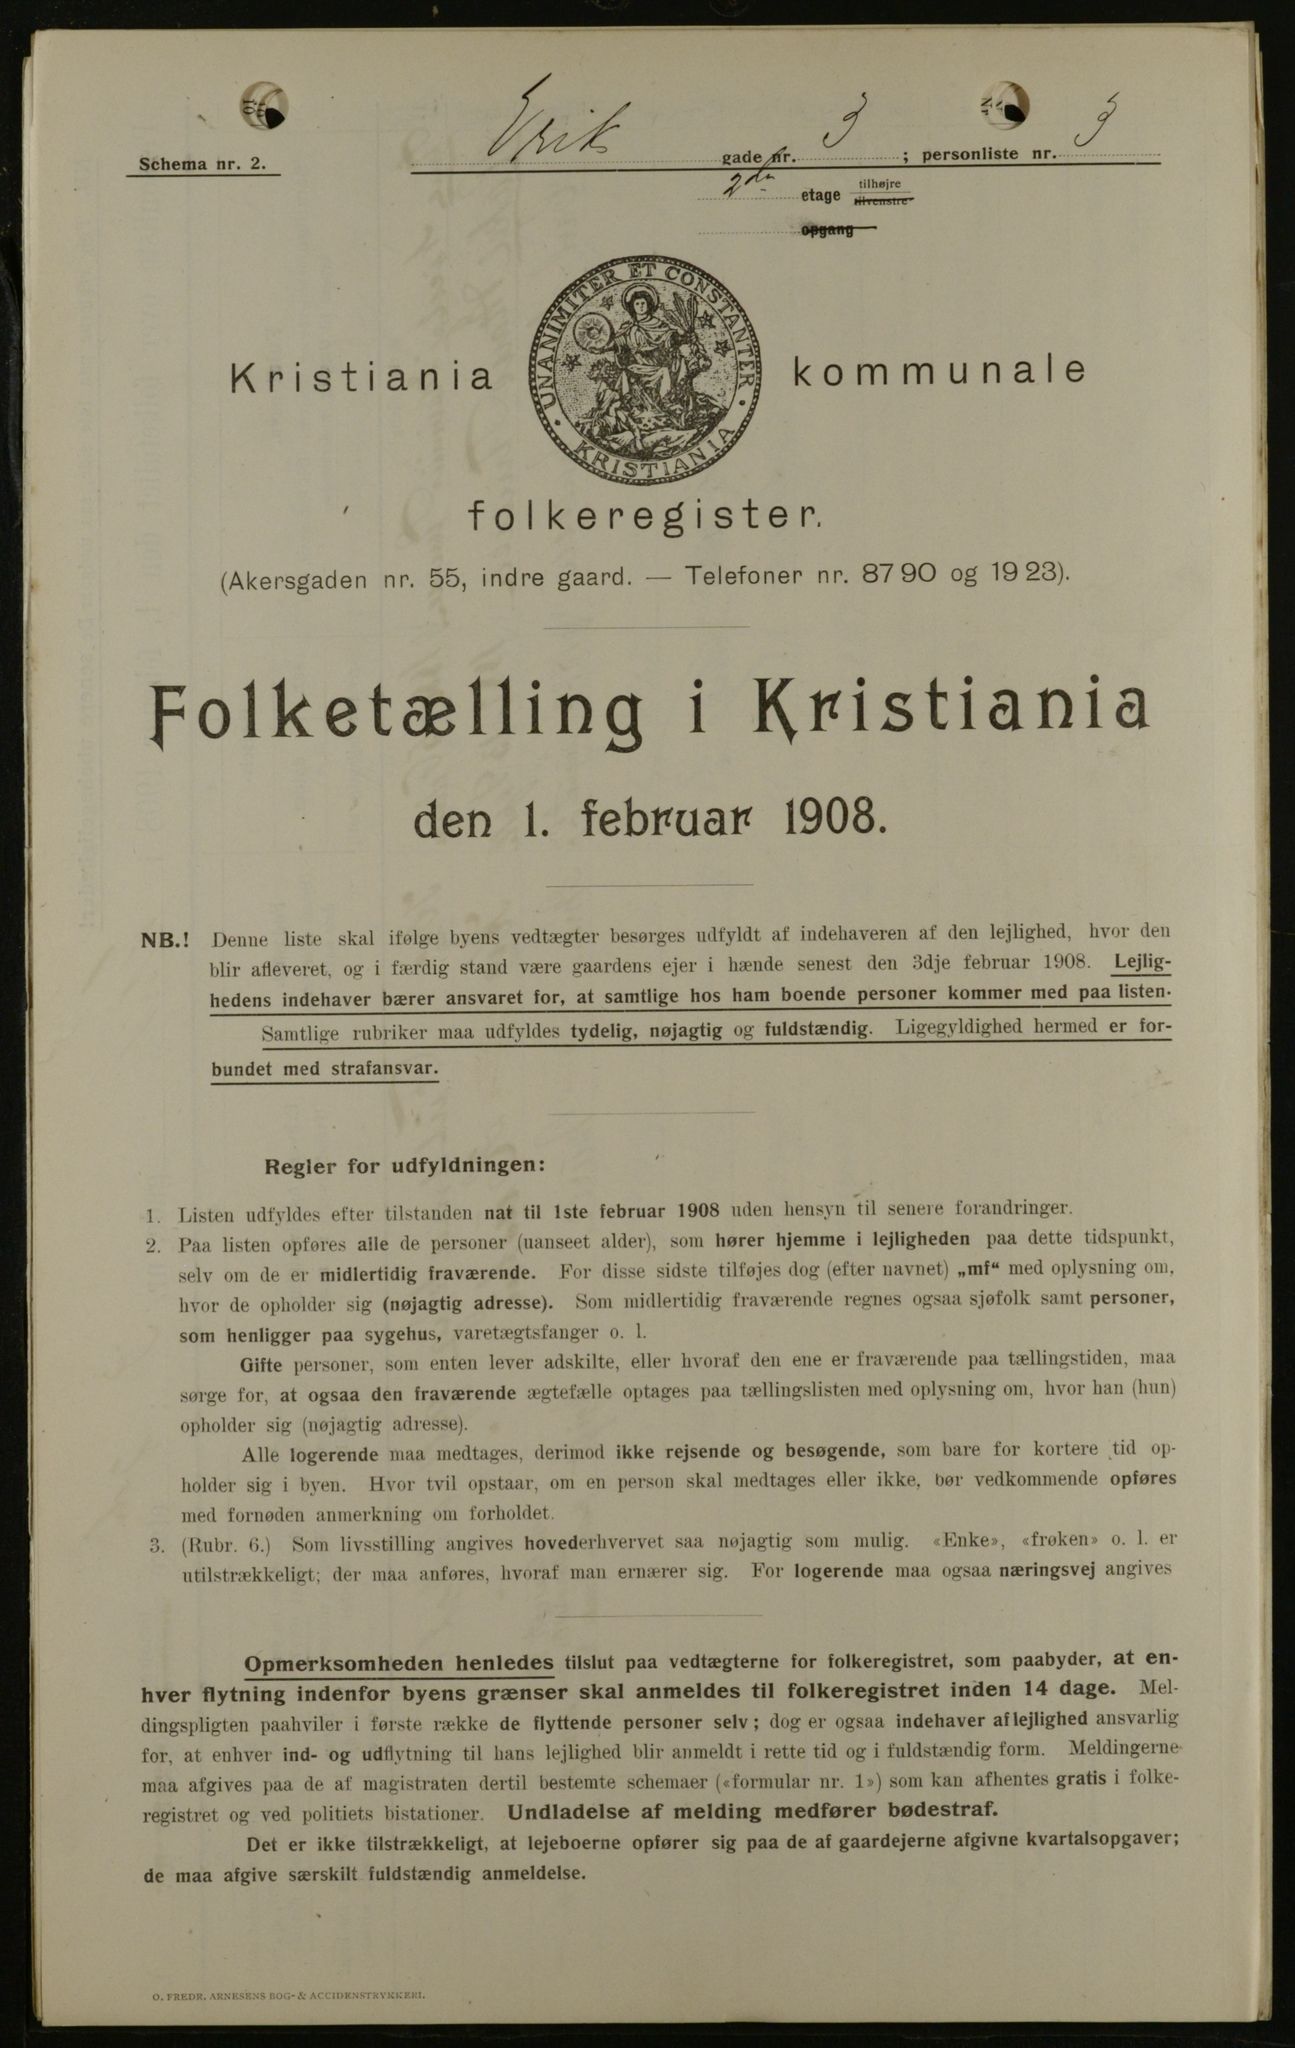 Schema nr. 2.
Eriks gade nr. 3 ; personliste nr. 3
2den etage tilhøjre
tilvenstre
opgang
UNANIMITER ET CONSTANTER
KRISTIANIA
Kristiania kommunale
folkeregister.
(Akersgaden nr. 55, indre gaard. — Telefoner nr. 8790 og 1923).
Folketælling i Kristiania
den 1. februar 1908.
NB.! Denne liste skal ifølge byens vedtægter besørges udfyldt af indehaveren af den lejlighed, hvor den
blir afleveret, og i færdig stand være gaardens ejer i hænde senest den 3dje februar 1908. Lejlig-
hedens indehaver bærer ansvaret for, at samtlige hos ham boende personer kommer med paa listen.
Samtlige rubriker maa udfyldes tydelig, nøjagtig og fuldstændig. Ligegyldighed hermed er for-
bundet med strafansvar.
Regler for udfyldningen:
1. Listen udfyldes efter tilstanden nat til 1ste februar 1908 uden hensyn til senere forandringer.
2. Paa listen opføres alle de personer (uanseet alder), som hører hjemme i lejligheden paa dette tidspunkt,
selv om de er midlertidig fraværende. For disse sidste tilføjes dog (efter navnet) „mf“ med oplysning om,
hvor de opholder sig (nøjagtig adresse). Som midlertidig fraværende regnes ogsaa sjøfolk samt personer,
som henligger paa sygehus, varetægtsfanger o. l.
Gifte personer, som enten lever adskilte, eller hvoraf den ene er fraværende paa tællingstiden, maa
sørge for, at ogsaa den fraværende ægtefælle optages paa tællingslisten med oplysning om, hvor han (hun)
opholder sig (nøjagtig adresse).
Alle logerende maa medtages, derimod ikke rejsende og besøgende, som bare for kortere tid op-
holder sig i byen. Hvor tvil opstaar, om en person skal medtages eller ikke, bør vedkommende opføres
med fornøden anmerkning om forholdet.
3. (Rubr. 6.) Som livsstilling angives hovederhvervet saa nøjagtig som mulig. «Enke», «frøken» o. l. er
utilstrækkeligt; der maa anføres, hvoraf man ernærer sig. For logerende maa ogsaa næringsvej angives
Opmerksomheden henledes tilslut paa vedtægterne for folkeregistret, som paabyder, at en-
hver flytning indenfor byens grænser skal anmeldes til folkeregistret inden 14 dage. Mel-
dingspligten paahviler i første række de flyttende personer selv; dog er ogsaa indehaver af lejlighed ansvarlig
for, at enhver ind- og udflytning til hans lejlighed blir anmeldt i rette tid og i fuldstændig form. Meldingerne
maa afgives paa de af magistraten dertil bestemte schemaer («formular nr. 1») som kan afhentes gratis i folke-
registret og ved politiets bistationer. Undladelse af melding medfører bødestraf.
Det er ikke tilstrækkeligt, at lejeboerne opfører sig paa de af gaardejerne afgivne kvartalsopgaver;
de maa afgive særskilt fuldstændig anmeldelse.
O. FREDR. ARNESENS BOG- & ACCIDENSTRYKKERI.